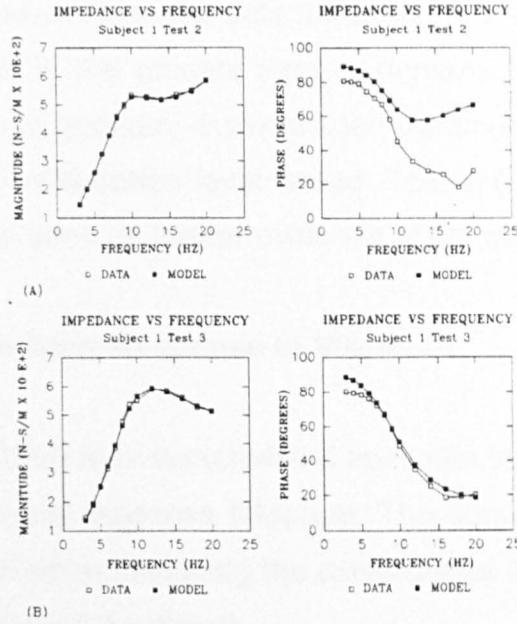 IMPEDANCE VS FREQUENCY
Subject 1 Test 2
MAGNITUDE (N-S/M X 10E+2)
7
6
5
4
3
2
1
0 5 10 15 20 25
FREQUENCY (HZ)
□ DATA ■ MODEL
(A)
IMPEDANCE VS FREQUENCY
Subject 1 Test 2
PHASE (DEGREES)
100
80
60
40
20
0
0 5 10 15 20 25
FREQUENCY (HZ)
□ DATA ■ MODEL
IMPEDANCE VS FREQUENCY
Subject 1 Test 3
MAGNITUDE (N-S/M X 10 E+2)
7
6
5
4
3
2
1
0 5 10 15 20 25
FREQUENCY (HZ)
□ DATA ■ MODEL
(B)
IMPEDANCE VS FREQUENCY
Subject 1 Test 3
PHASE (DEGREES)
100
80
60
40
20
0
0 5 10 15 20 25
FREQUENCY (HZ)
□ DATA ■ MODEL